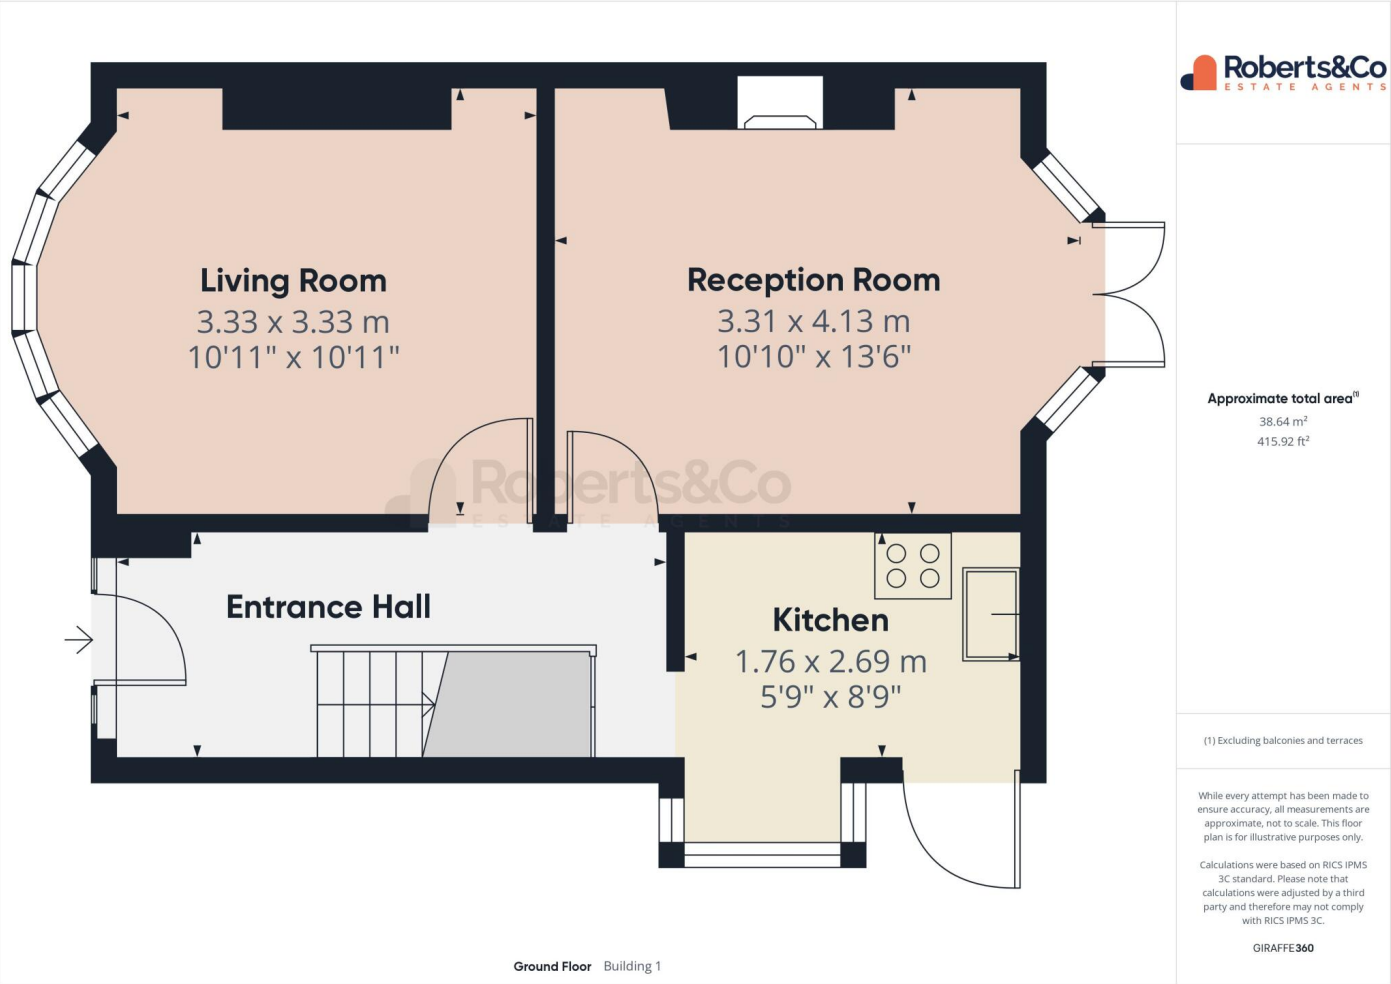 Roberts&Co
ESTATE AGENTS
Living Room
3.33 x 3.33 m
10'11" x 10'11"
Reception Room
3.31 x 4.13 m
10'10" x 13'6"
Roberts&Co
ESTATE AGENTS
Entrance Hall
Kitchen
1.76 x 2.69 m
5'9" x 8'9"
Ground Floor Building 1
Approximate total area(1)
38.64 m²
415.92 ft²
(1) Excluding balconies and terraces
While every attempt has been made to
ensure accuracy, all measurements are
approximate, not to scale. This floor
plan is for illustrative purposes only.
Calculations were based on RICS IPMS
3C standard. Please note that
calculations were adjusted by a third
party and therefore may not comply
with RICS IPMS 3C.
GIRAFFE360